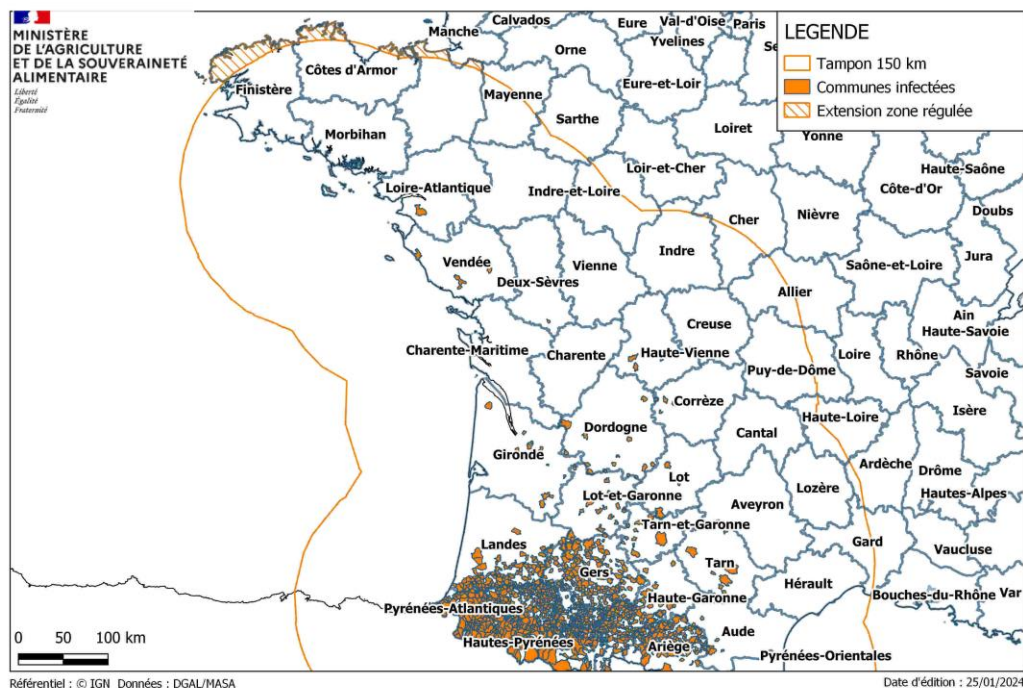 MINISTÈRE
DE L'AGRICULTURE
ET DE LA SOUVERAINETÉ
ALIMENTAIRE
Liberté
Égalité
Fraternité
LEGENDE
Tampon 150 km
Communes infectées
Extension zone régulée
Manche
Calvados
Eure
Val-d'Oise
Paris
Yvelines
Se
Orne
Côtes d'Armor
Finistère
Mayenne
Eure-et-Loir
Sarthe
Morbihan
Loiret
Yonne
Loir-et-Cher
Haute-Saône
Côte-d'Or
Loire-Atlantique
Indre-et-Loire
Cher
Nièvre
Doubs
Vendée
Vienne
Indre
Saône-et-Loire
Jura
Deux-Sèvres
Allier
Ain
Creuse
Haute-Savoie
Charente-Maritime
Charente
Haute-Vienne
Loire
Rhône
Puy-de-Dôme
Savoie
Corrèze
Isère
Haute-Loire
Dordogne
Cantal
Gironde
Ardèche
Drôme
Lot
Lozère
Hautes-Alpes
Lot-et-Garonne
Aveyron
Tarn-et-Garonne
Landes
Gard
Vaucluse
Tarn
Gers
Hérault
Bouches-du-Rhône
Var
Haute-Garonne
Pyrénées-Atlantiques
Aude
Hautes-Pyrénées
Ariège
Pyrénées-Orientales
0 50 100 km
Référentiel : © IGN Données : DGAL/MASA
Date d'édition : 25/01/2024